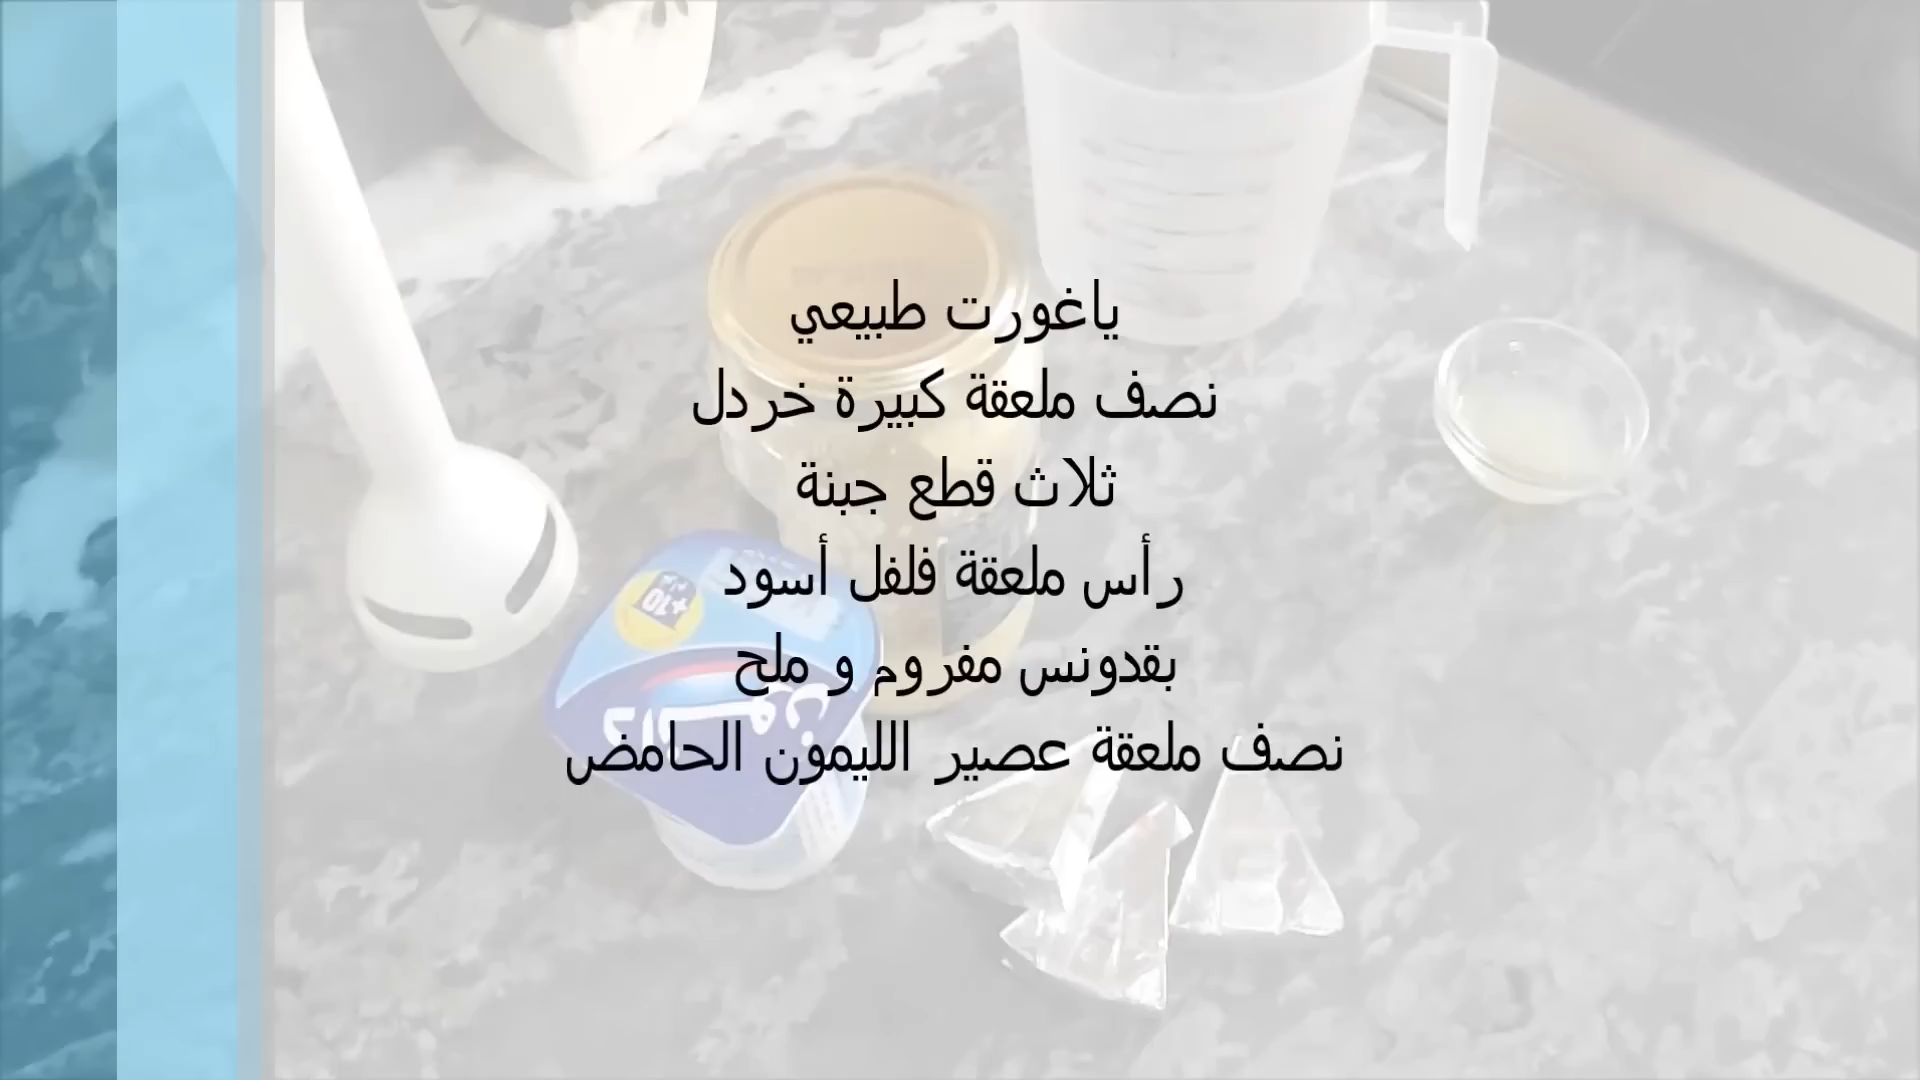 ياغورت طبيعي
نصف ملعقة كبيرة خردل
ثلاث قطع جبنة
رأس ملعقة فلفل أسود
بقدونس مفروم و ملح
نصف ملعقة عصير الليمون الحامض
+10